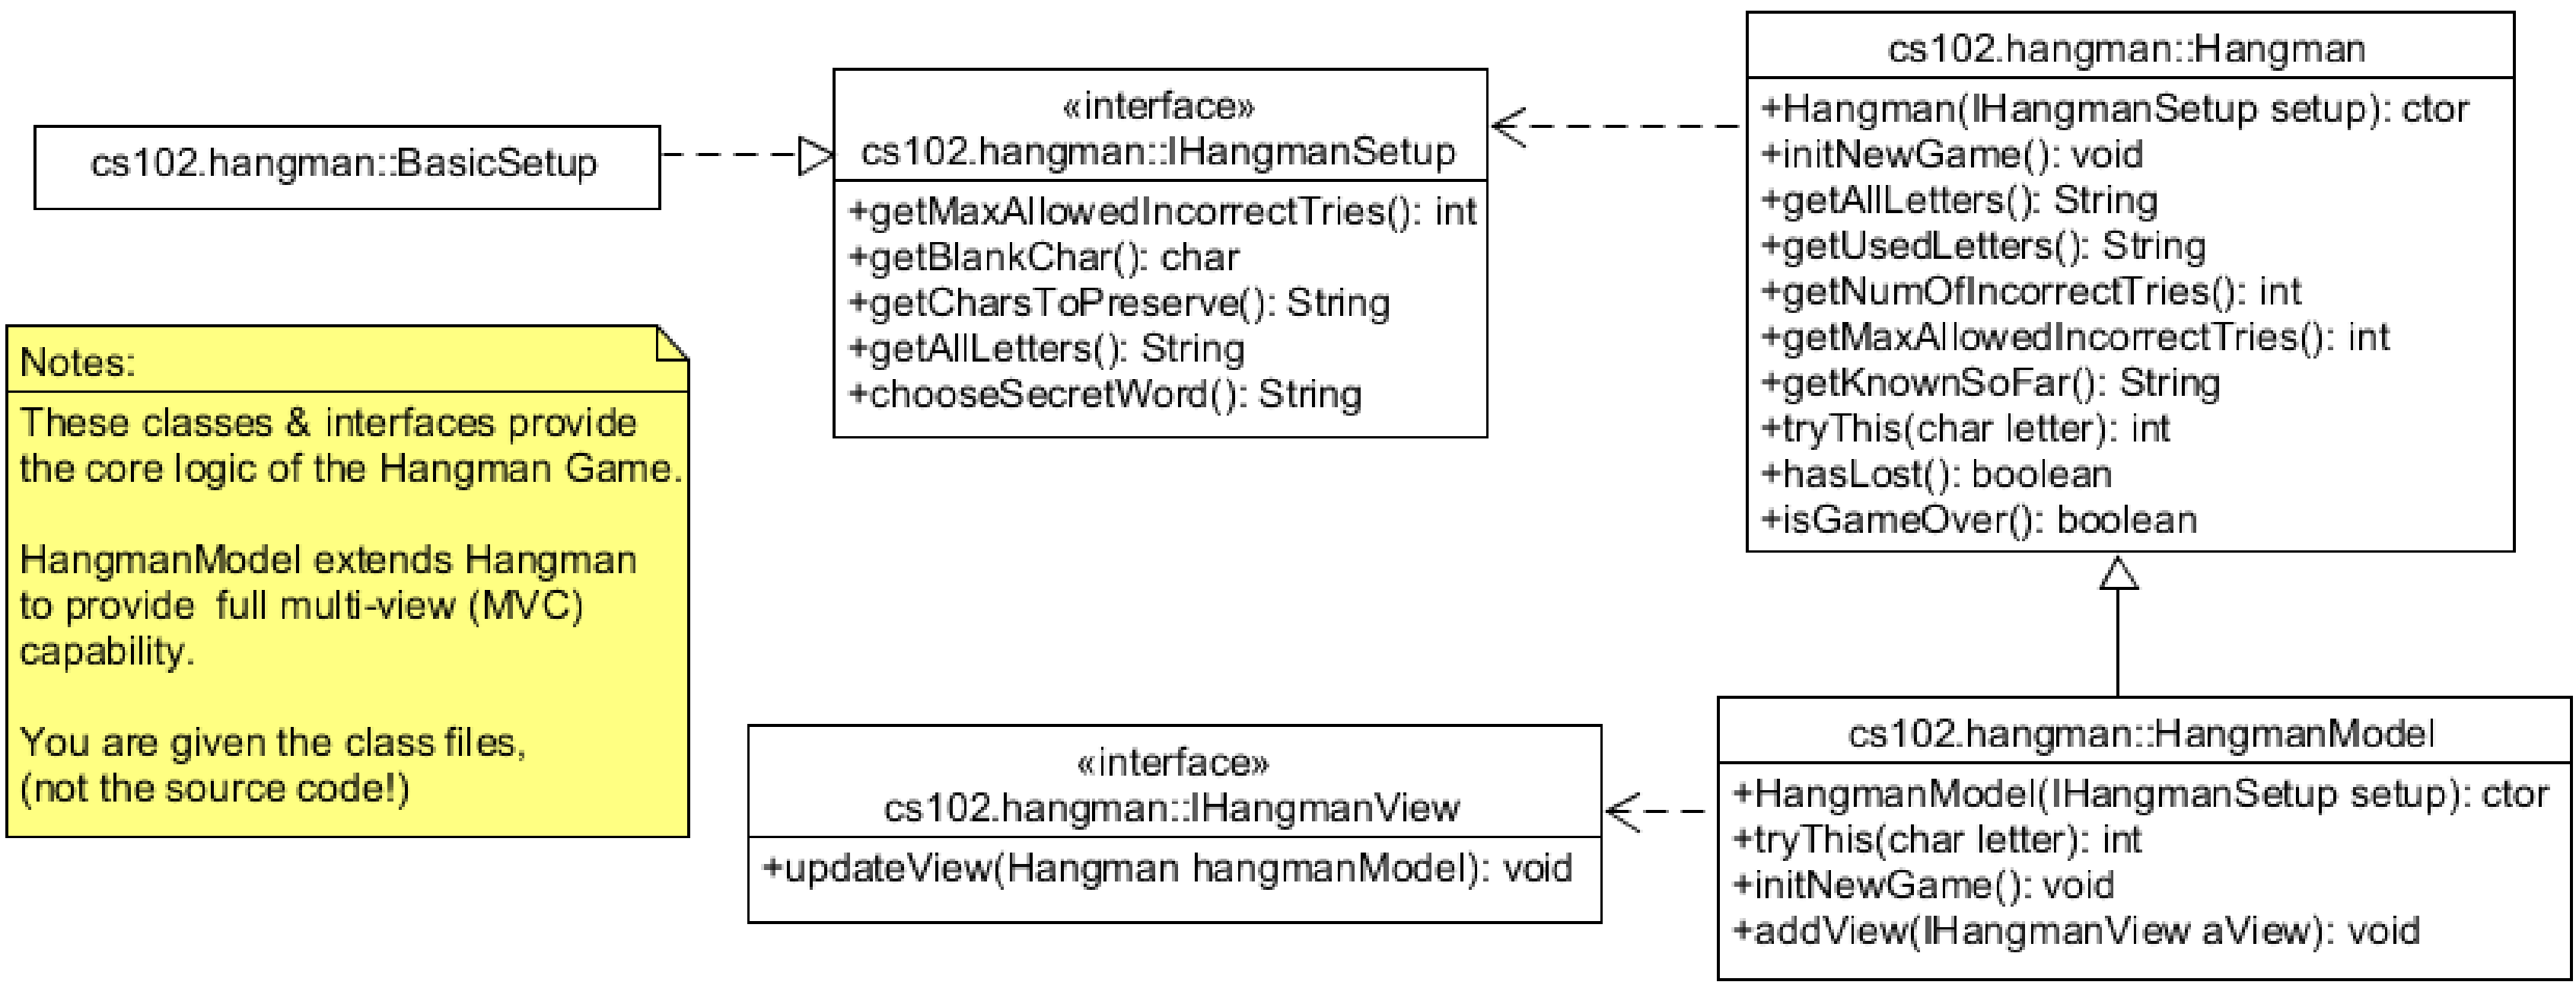 cs102.hangman::BasicSetup
«interface»
cs102.hangman::IHangmanSetup
+getMaxAllowedIncorrectTries(): int
+getBlankChar(): char
+getCharsToPreserve(): String
+getAllLetters(): String
+chooseSecretWord(): String
cs102.hangman::Hangman
+Hangman(IHangmanSetup setup): ctor
+initNewGame(): void
+getAllLetters(): String
+getUsedLetters(): String
+getNumOfIncorrectTries(): int
+getMaxAllowedIncorrectTries(): int
+getKnownSoFar(): String
+tryThis(char letter): int
+hasLost(): boolean
+isGameOver(): boolean
Notes:
These classes & interfaces provide
the core logic of the Hangman Game.
HangmanModel extends Hangman
to provide  full multi-view (MVC)
capability.
You are given the class files,
(not the source code!)
«interface»
cs102.hangman::IHangmanView
+updateView(Hangman hangmanModel): void
cs102.hangman::HangmanModel
+HangmanModel(IHangmanSetup setup): ctor
+tryThis(char letter): int
+initNewGame(): void
+addView(IHangmanView aView): void